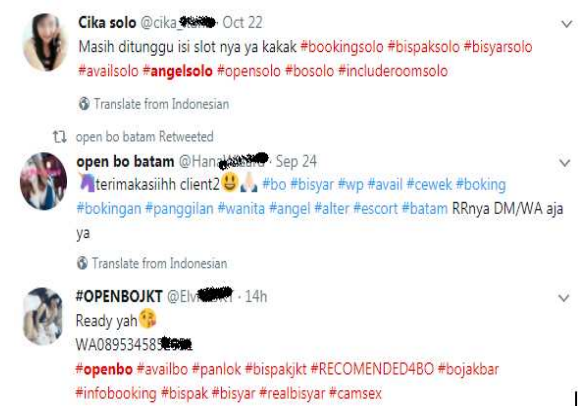 Cika solo @cika_ · Oct 22
Masih ditunggu isi slot nya ya kakak #bookingsolo #bispaksolo #bisyarsolo
#availsolo #angelsolo #opensolo #bosolo #includeroomsolo
Translate from Indonesian
open bo batam Retweeted
open bo batam @Hana · Sep 24
🦄terimakasiihh client2😃🙏🏻 #bo #bisyar #wp #avail #cewek #boking
#bokingan #panggilan #wanita #angel #alter #escort #batam RRnya DM/WA aja
ya
Translate from Indonesian
#OPENBOJKT @Elv · 14h
Ready yah😘
WA089534585
#openbo #availbo #panlok #bispakjkt #RECOMENDED4BO #bojakbar
#infobooking #bispak #bisyar #realbisyar #camsex